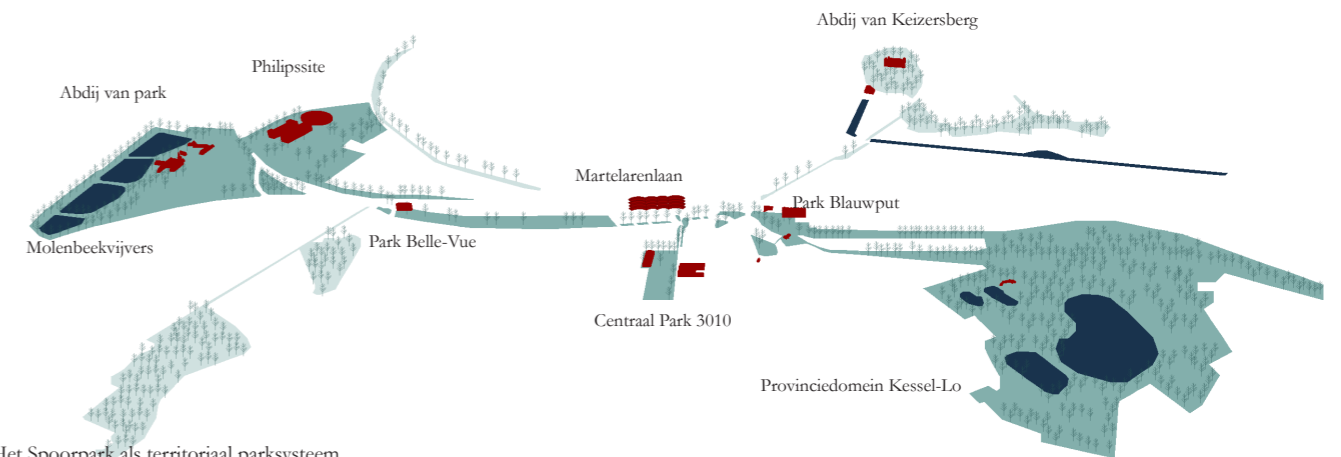 Abdij van Keizersberg
Philipssite
Abdij van park
Martelarenlaan
Park Blauwput
Park Belle-Vue
Molenbeekvijvers
Centraal Park 3010
Provinciedomein Kessel-Lo
Het Spoorpark als territoriaal parksysteem